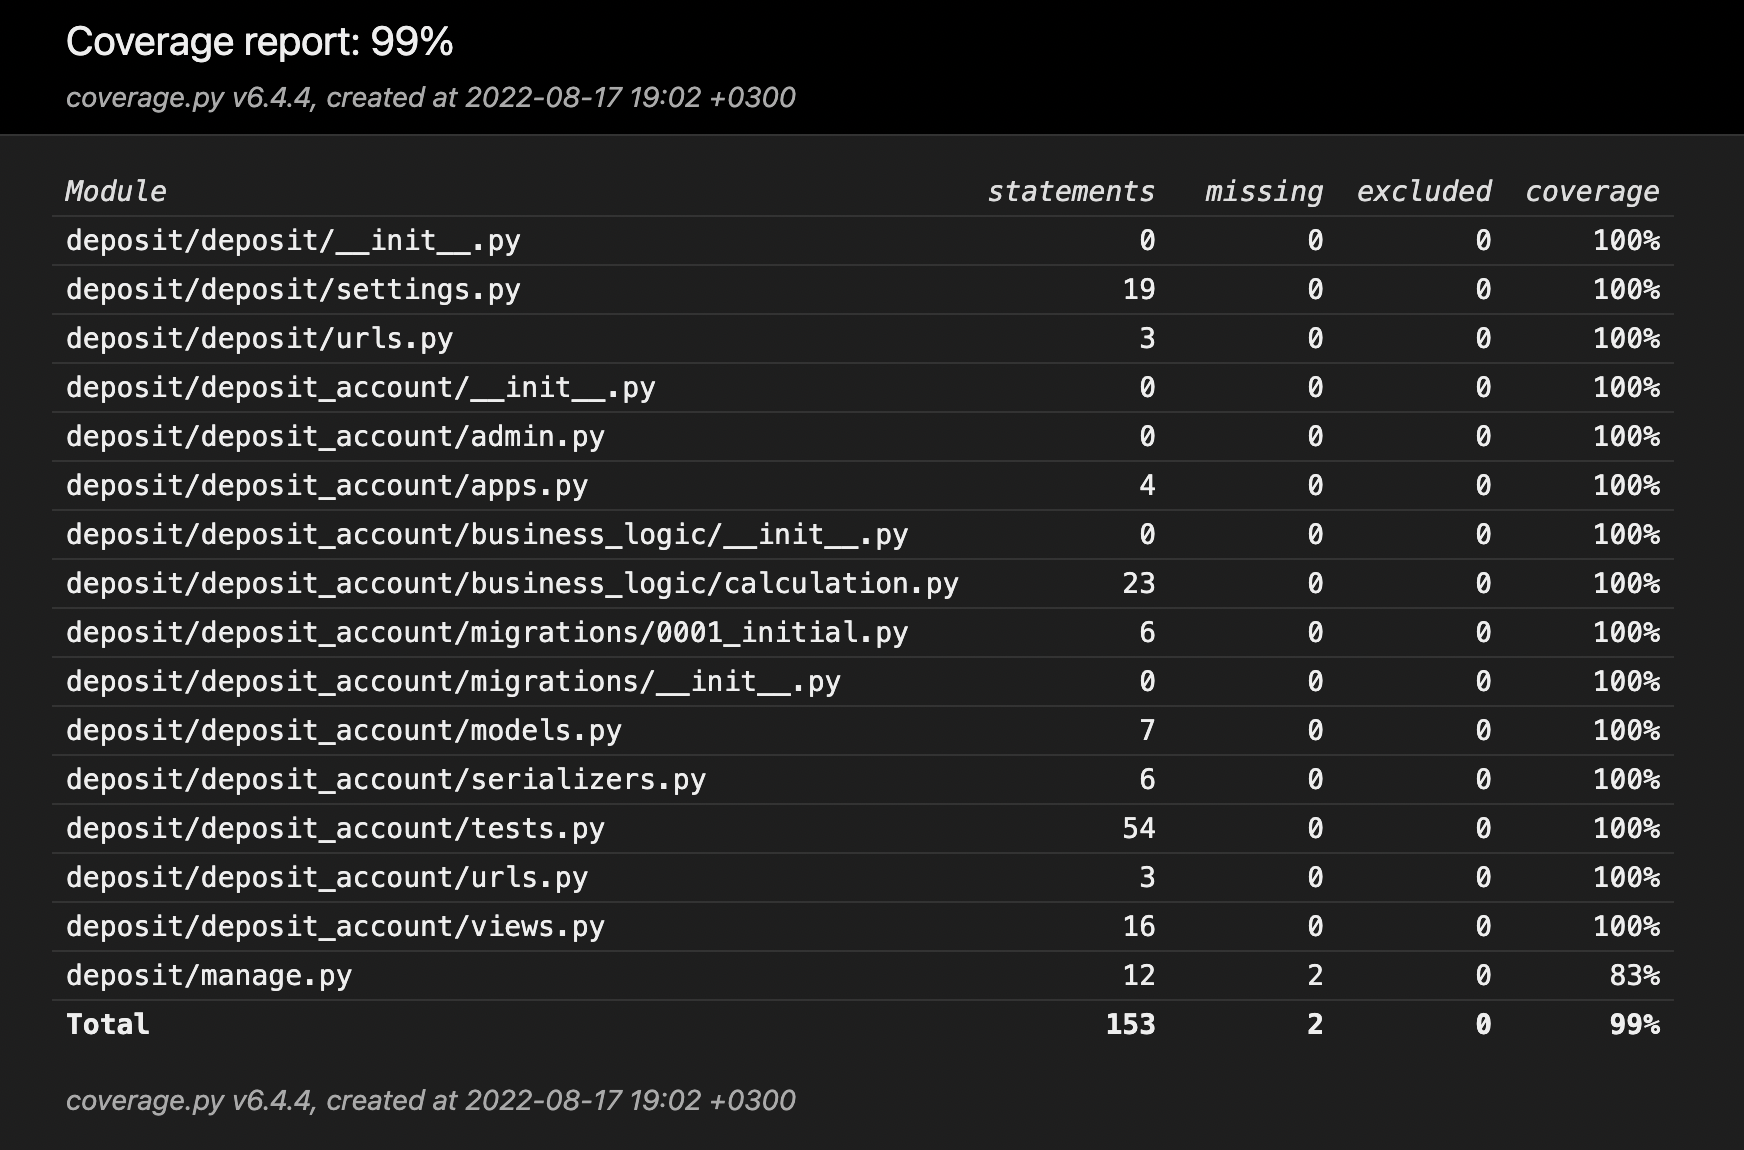 Coverage report: 99%
coverage.py v6.4.4, created at 2022-08-17 19:02 +0300
Module statements missing excluded coverage
deposit/deposit/__init__.py 0 0 0 100%
deposit/deposit/settings.py 19 0 0 100%
deposit/deposit/urls.py 3 0 0 100%
deposit/deposit_account/__init__.py 0 0 0 100%
deposit/deposit_account/admin.py 0 0 0 100%
deposit/deposit_account/apps.py 4 0 0 100%
deposit/deposit_account/business_logic/__init__.py 0 0 0 100%
deposit/deposit_account/business_logic/calculation.py 23 0 0 100%
deposit/deposit_account/migrations/0001_initial.py 6 0 0 100%
deposit/deposit_account/migrations/__init__.py 0 0 0 100%
deposit/deposit_account/models.py 7 0 0 100%
deposit/deposit_account/serializers.py 6 0 0 100%
deposit/deposit_account/tests.py 54 0 0 100%
deposit/deposit_account/urls.py 3 0 0 100%
deposit/deposit_account/views.py 16 0 0 100%
deposit/manage.py 12 2 0 83%
Total 153 2 0 99%
coverage.py v6.4.4, created at 2022-08-17 19:02 +0300